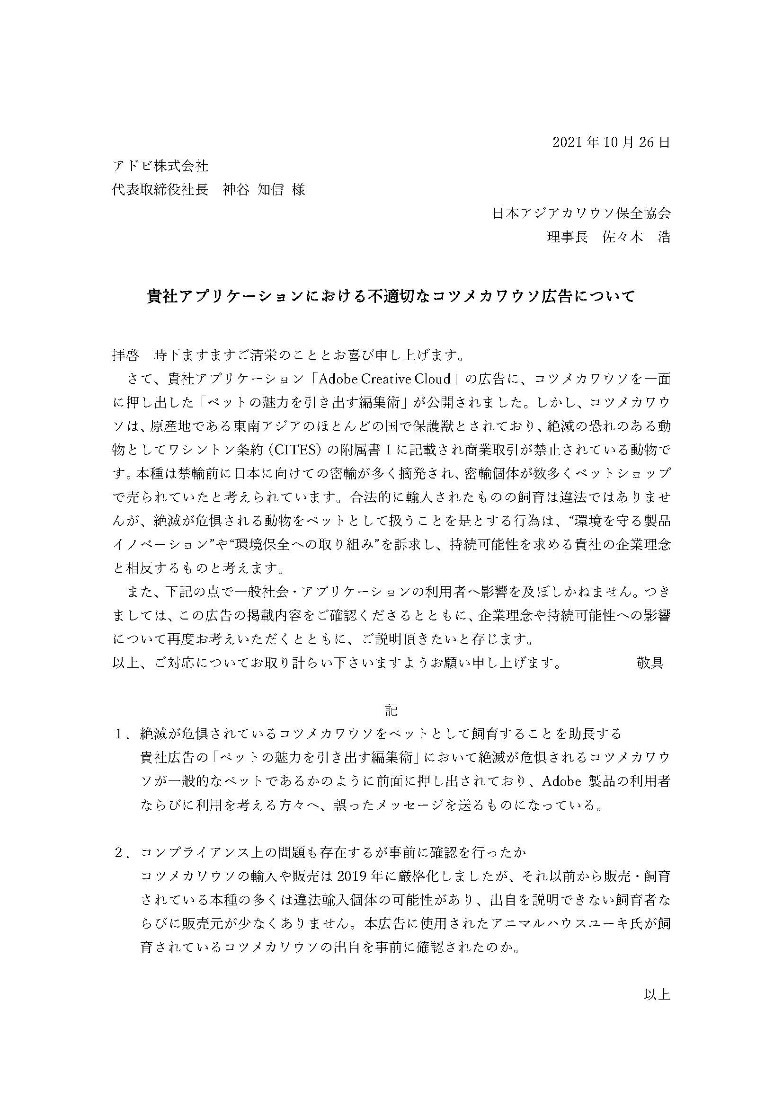 2021 年 10 月 26 日
アドビ株式会社
代表取締役社長　神谷 知信 様
日本アジアカワウソ保全協会
理事長　佐々木　浩
貴社アプリケーションにおける不適切なコツメカワウソ広告について
拝啓　時下ますますご清栄のこととお喜び申し上げます。
さて、貴社アプリケーション「Adobe Creative Cloud」の広告に、コツメカワウソを一面
に押し出した「ペットの魅力を引き出す編集術」が公開されました。しかし、コツメカワウ
ソは、原産地である東南アジアのほとんどの国で保護獣とされており、絶滅の恐れのある動
物としてワシントン条約（CITES）の附属書Ⅰに記載され商業取引が禁止されている動物で
す。本種は禁輸前に日本に向けての密輸が多く摘発され、密輸個体が数多くペットショップ
で売られていたと考えられています。合法的に輸入されたものの飼育は違法ではありませ
んが、絶滅が危惧される動物をペットとして扱うことを是とする行為は、“環境を守る製品
イノベーション”や“環境保全への取り組み”を訴求し、持続可能性を求める貴社の企業理念
と相反するものと考えます。
また、下記の点で一般社会・アプリケーションの利用者へ影響を及ぼしかねません。つき
ましては、この広告の掲載内容をご確認くださるとともに、企業理念や持続可能性への影響
について再度お考えいただくとともに、ご説明頂きたいと存じます。
以上、ご対応についてお取り計らい下さいますようお願い申し上げます。　敬具
記
１．絶滅が危惧されているコツメカワウソをペットとして飼育することを助長する
貴社広告の「ペットの魅力を引き出す編集術」において絶滅が危惧されるコツメカワウ
ソが一般的なペットであるかのように前面に押し出されており、Adobe 製品の利用者
ならびに利用を考える方々へ、誤ったメッセージを送るものになっている。
２．コンプライアンス上の問題も存在するが事前に確認を行ったか
コツメカワウソの輸入や販売は 2019 年に厳格化しましたが、それ以前から販売・飼育
されている本種の多くは違法輸入個体の可能性があり、出自を説明できない飼育者な
らびに販売元が少なくありません。本広告に使用されたアニマルハウスユーキ氏が飼
育されているコツメカワウソの出自を事前に確認されたのか。
以上